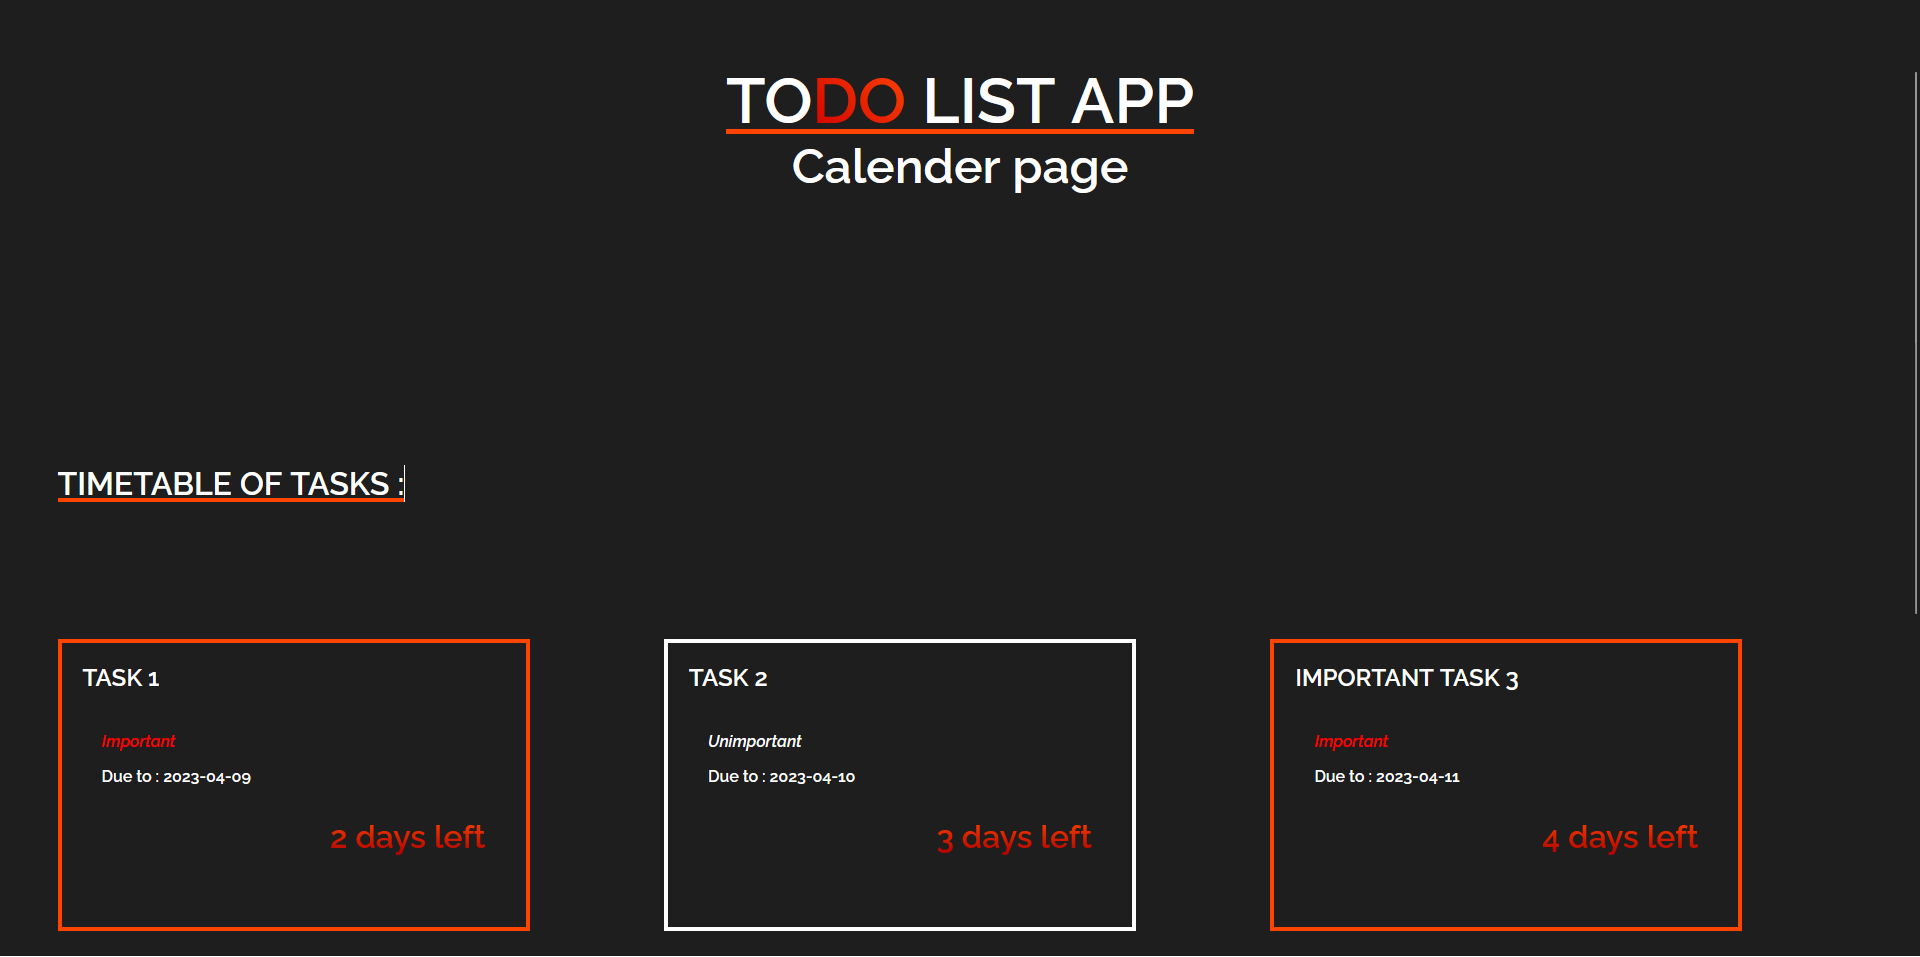 TODO LIST APP
Calender page
TIMETABLE OF TASKS :
TASK 1
Important
Due to : 2023-04-09
2 days left
TASK 2
Unimportant
Due to : 2023-04-10
3 days left
IMPORTANT TASK 3
Important
Due to : 2023-04-11
4 days left